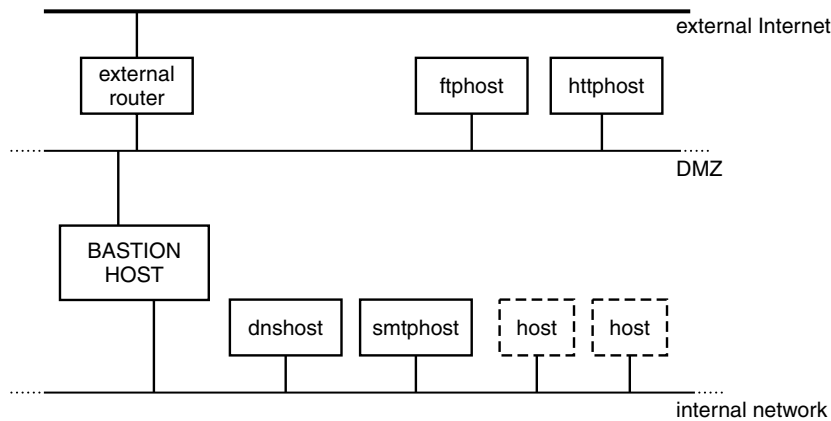 external Internet
external
router
ftphost
httphost
DMZ
BASTION
HOST
dnshost
smtphost
host
host
internal network